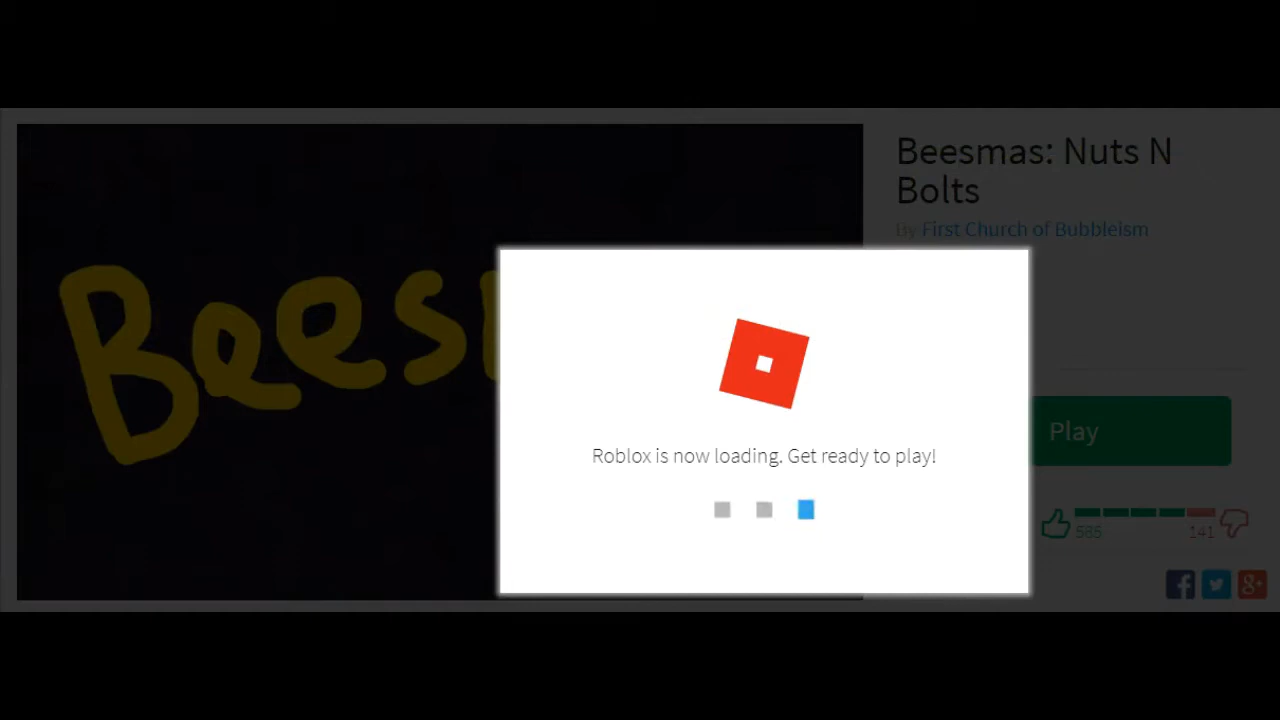 Beesmas: Nuts N
Bolts
By First Church of Bubbleism
Bees
Roblox is now loading. Get ready to play!
Play
585
141